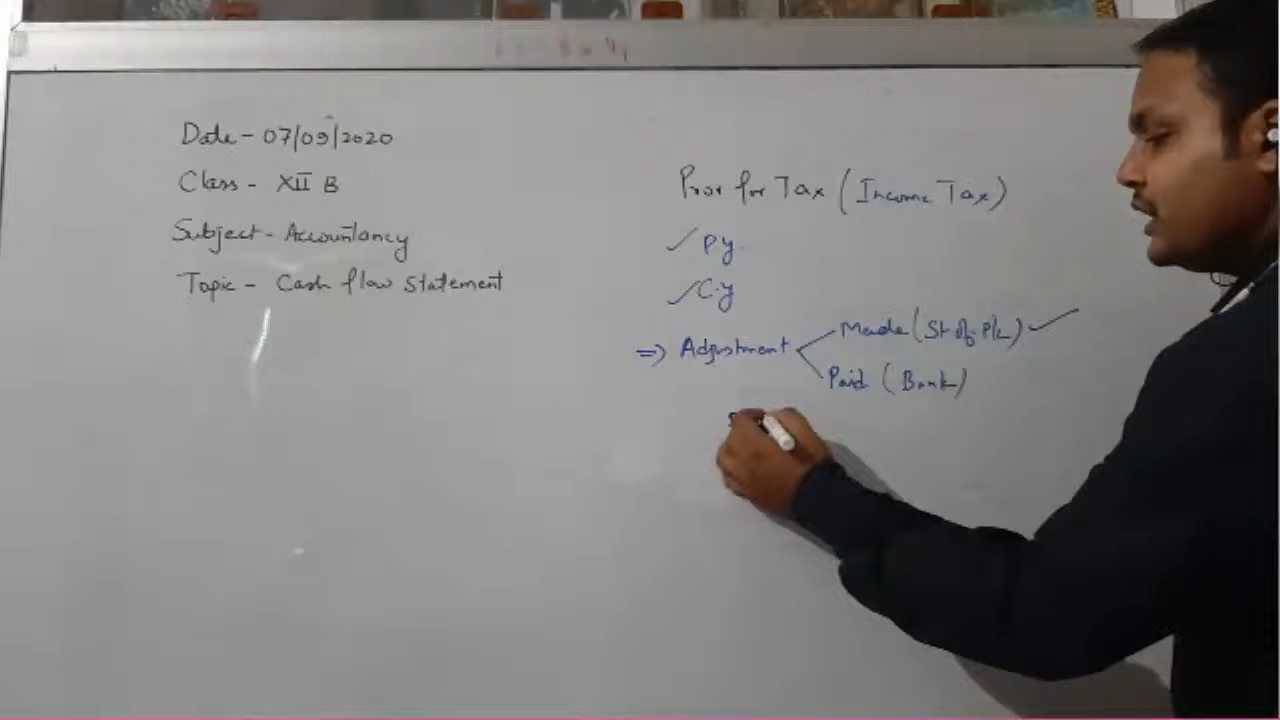 Date - 07/09/2020
Class - XII B
Subject - Accountancy
Topic - Cash flow Statement
Prov for Tax (Income Tax)
✓ P.y.
✓ C.y
=> Adjustment
Made (St of P/L) ✓
Paid (Bank)